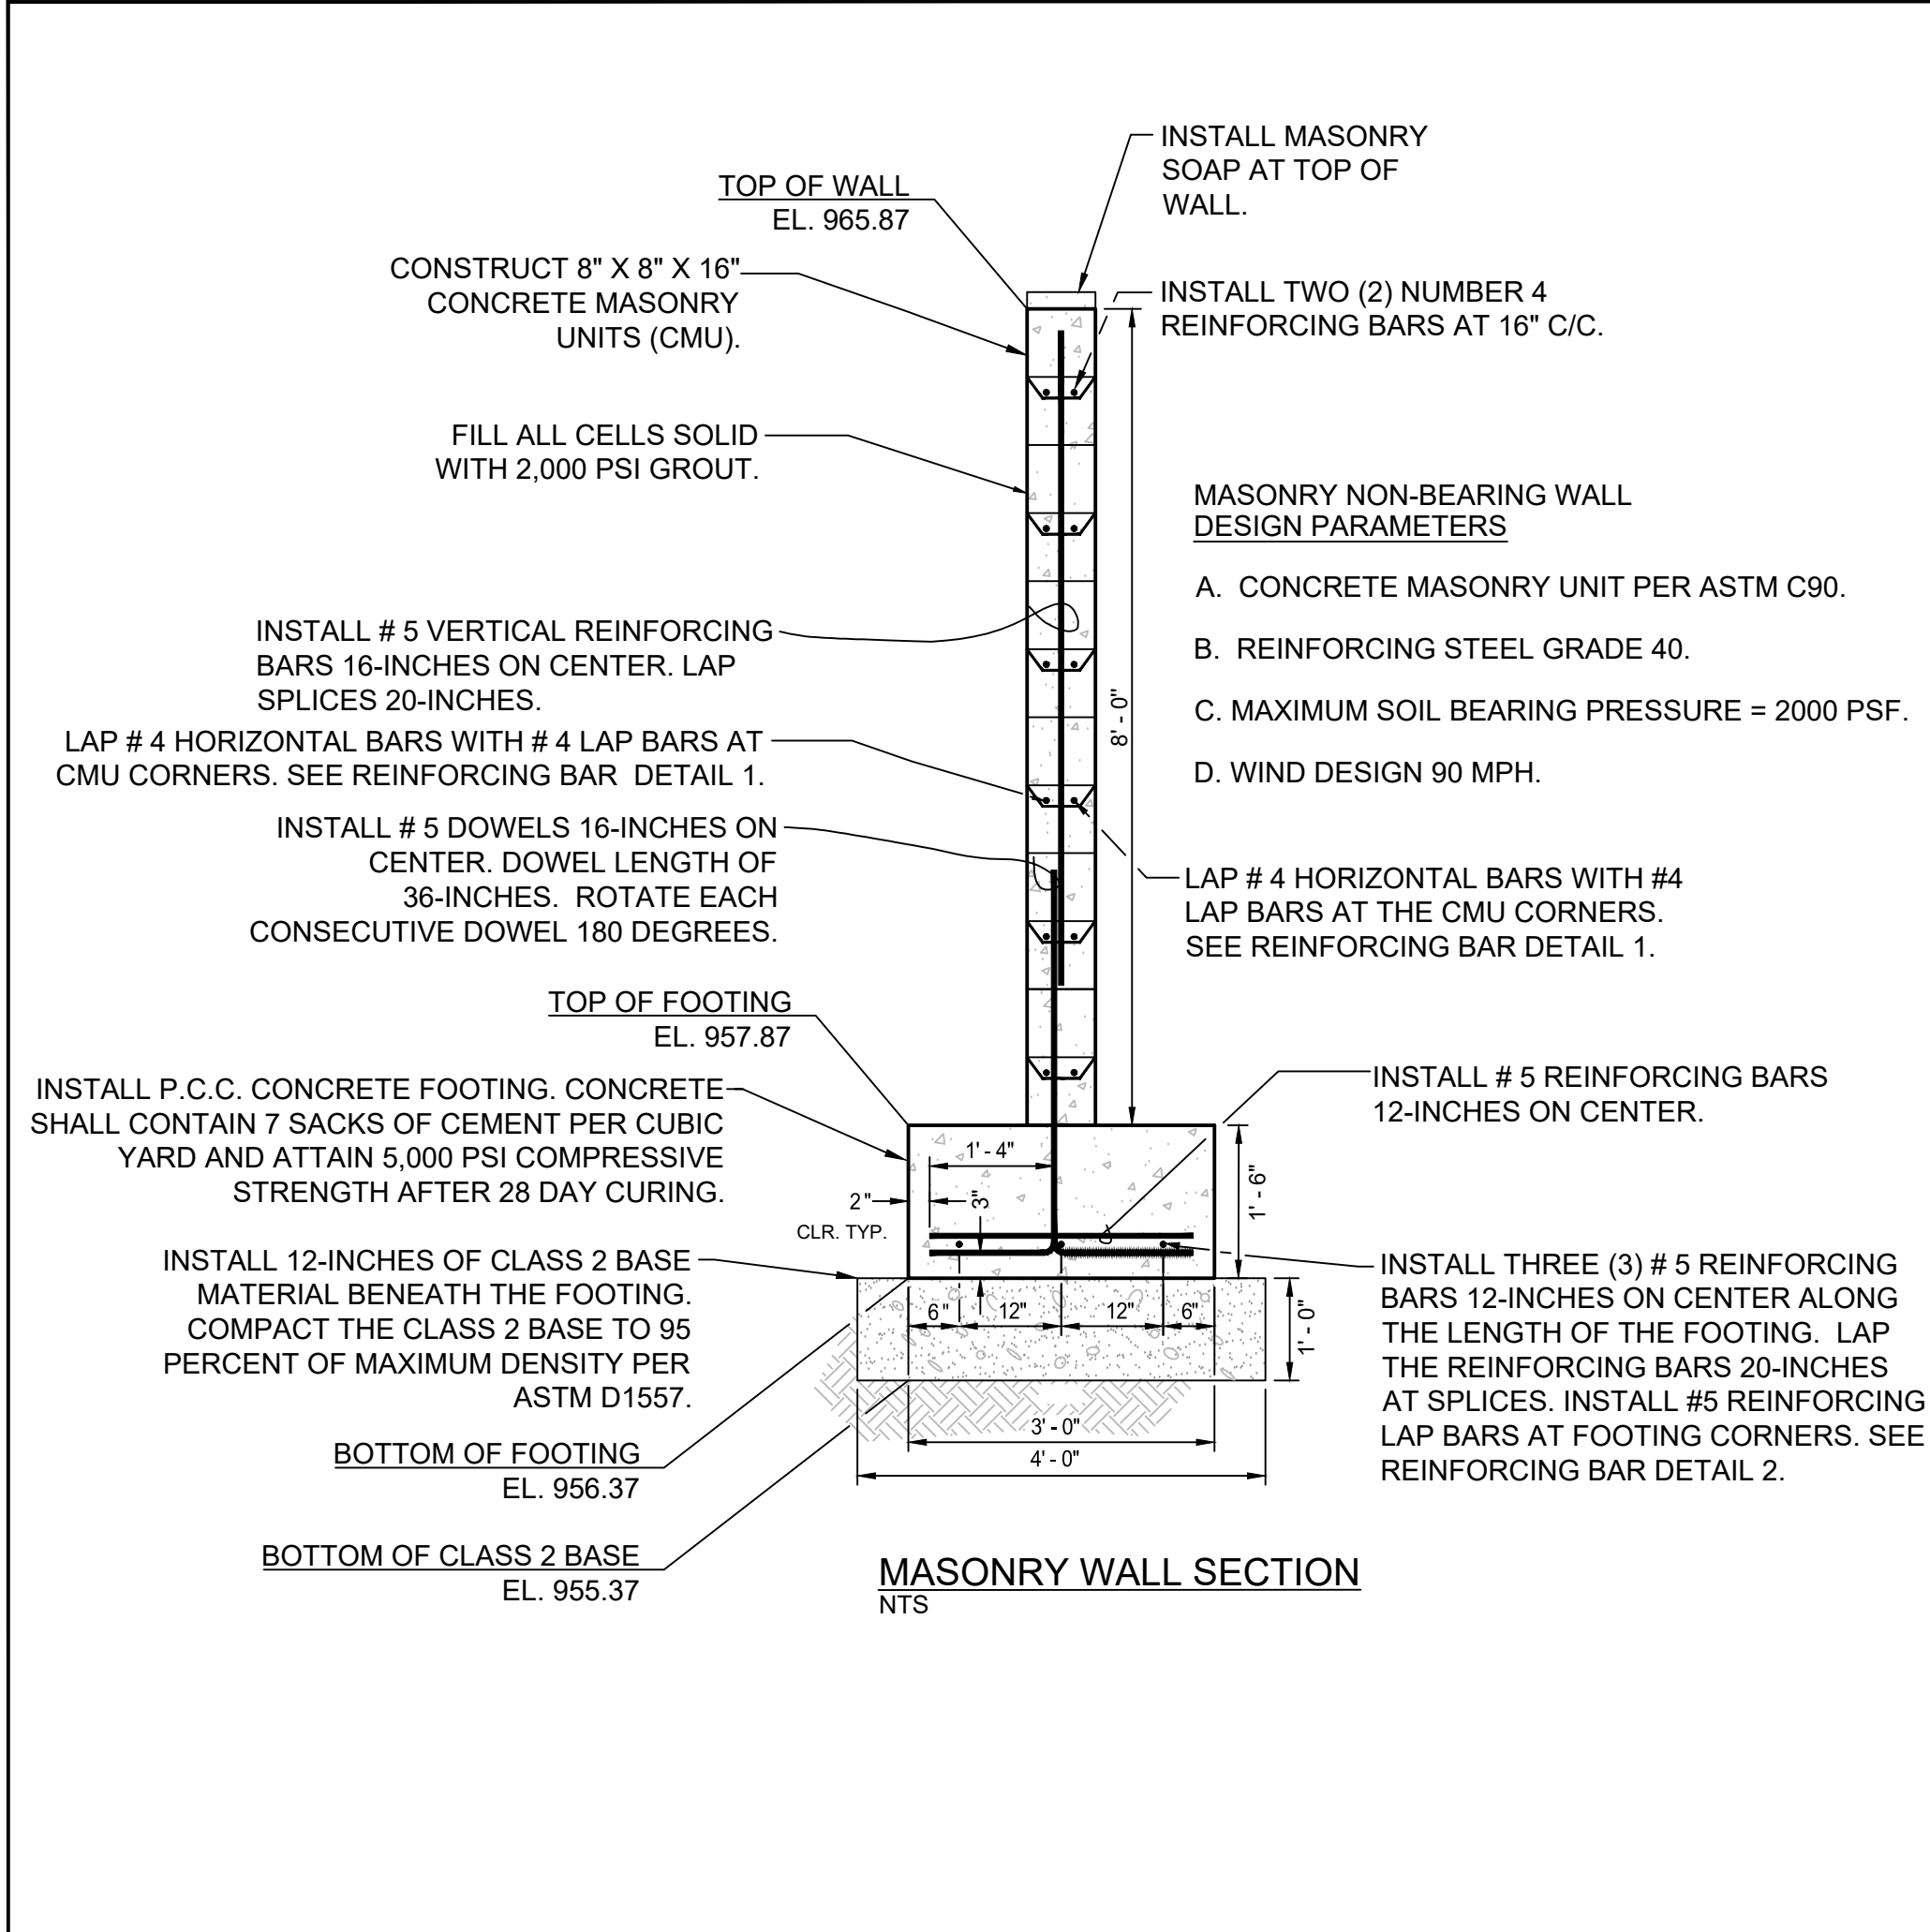 INSTALL MASONRY
SOAP AT TOP OF
WALL.
TOP OF WALL
EL. 965.87
CONSTRUCT 8" X 8" X 16"
CONCRETE MASONRY
UNITS (CMU).
INSTALL TWO (2) NUMBER 4
REINFORCING BARS AT 16" C/C.
FILL ALL CELLS SOLID
WITH 2,000 PSI GROUT.
MASONRY NON-BEARING WALL
DESIGN PARAMETERS
A. CONCRETE MASONRY UNIT PER ASTM C90.
B. REINFORCING STEEL GRADE 40.
C. MAXIMUM SOIL BEARING PRESSURE = 2000 PSF.
D. WIND DESIGN 90 MPH.
INSTALL # 5 VERTICAL REINFORCING
BARS 16-INCHES ON CENTER. LAP
SPLICES 20-INCHES.
8' - 0"
LAP # 4 HORIZONTAL BARS WITH # 4 LAP BARS AT
CMU CORNERS. SEE REINFORCING BAR DETAIL 1.
INSTALL # 5 DOWELS 16-INCHES ON
CENTER. DOWEL LENGTH OF
36-INCHES. ROTATE EACH
CONSECUTIVE DOWEL 180 DEGREES.
LAP # 4 HORIZONTAL BARS WITH #4
LAP BARS AT THE CMU CORNERS.
SEE REINFORCING BAR DETAIL 1.
TOP OF FOOTING
EL. 957.87
INSTALL P.C.C. CONCRETE FOOTING. CONCRETE
SHALL CONTAIN 7 SACKS OF CEMENT PER CUBIC
YARD AND ATTAIN 5,000 PSI COMPRESSIVE
STRENGTH AFTER 28 DAY CURING.
INSTALL # 5 REINFORCING BARS
12-INCHES ON CENTER.
1' - 4"
2"
CLR. TYP.
3"
1' - 6"
INSTALL 12-INCHES OF CLASS 2 BASE
MATERIAL BENEATH THE FOOTING.
COMPACT THE CLASS 2 BASE TO 95
PERCENT OF MAXIMUM DENSITY PER
ASTM D1557.
6"
12"
12"
6"
1' - 0"
INSTALL THREE (3) # 5 REINFORCING
BARS 12-INCHES ON CENTER ALONG
THE LENGTH OF THE FOOTING. LAP
THE REINFORCING BARS 20-INCHES
AT SPLICES. INSTALL #5 REINFORCING
LAP BARS AT FOOTING CORNERS. SEE
REINFORCING BAR DETAIL 2.
3' - 0"
4' - 0"
BOTTOM OF FOOTING
EL. 956.37
BOTTOM OF CLASS 2 BASE
EL. 955.37
MASONRY WALL SECTION
NTS